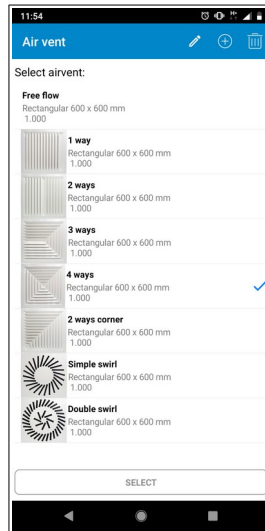 11:54
Air vent
Select airvent:
Free flow
Rectangular 600 x 600 mm
1.000
1 way
Rectangular 600 x 600 mm
1.000
2 ways
Rectangular 600 x 600 mm
1.000
3 ways
Rectangular 600 x 600 mm
1.000
4 ways
Rectangular 600 x 600 mm
1.000
2 ways corner
Rectangular 600 x 600 mm
1.000
Simple swirl
Rectangular 600 x 600 mm
1.000
Double swirl
Rectangular 600 x 600 mm
1.000
SELECT